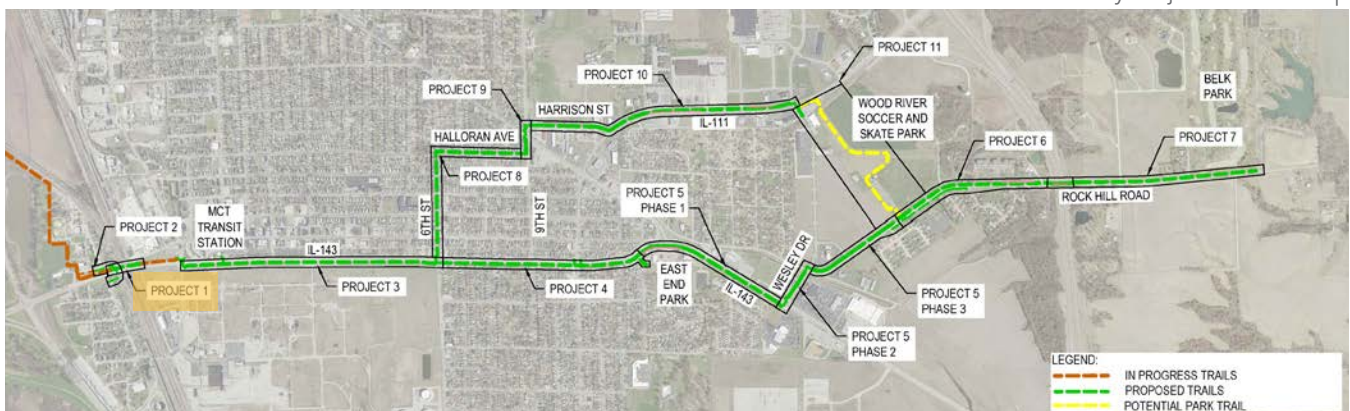 PROJECT 11
PROJECT 10
BELK
PARK
PROJECT 9
HARRISON ST
WOOD RIVER
SOCCER AND
SKATE PARK
IL-111
HALLORAN AVE
PROJECT 6
PROJECT 7
PROJECT 8
ROCK HILL ROAD
PROJECT 5
PHASE 1
MCT
TRANSIT
STATION
6TH ST
9TH ST
PROJECT 2
IL-143
WESLEY DR
PROJECT 1
PROJECT 3
PROJECT 4
EAST
END
PARK
IL-143
PROJECT 5
PHASE 3
PROJECT 5
PHASE 2
LEGEND:
IN PROGRESS TRAILS
PROPOSED TRAILS
POTENTIAL PARK TRAIL